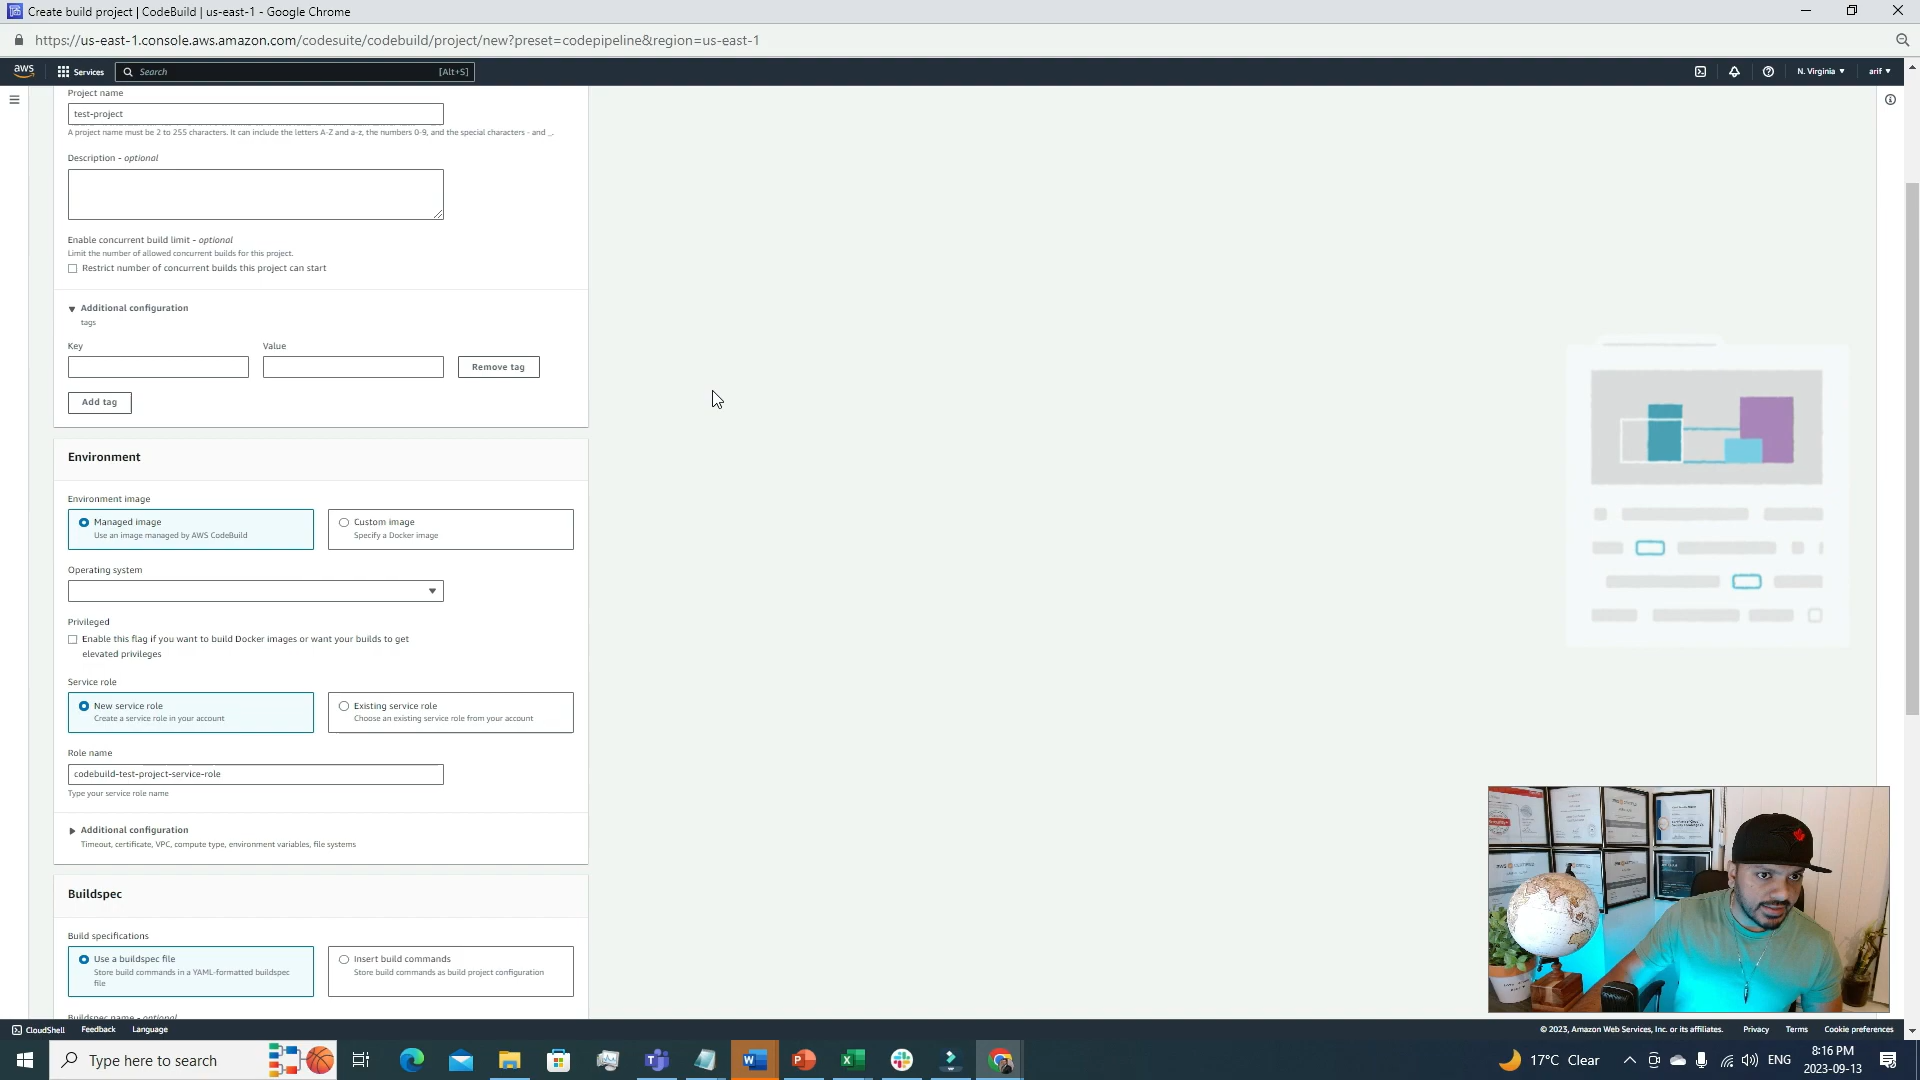 Create build project | CodeBuild | us-east-1 - Google Chrome
https://us-east-1.console.aws.amazon.com/codesuite/codebuild/project/new?preset=codepipeline&region=us-east-1
aws
Services
Search
[Alt+S]
N. Virginia
arif
Project name
test-project
A project name must be 2 to 255 characters. It can include the letters A-Z and a-z, the numbers 0-9, and the special characters - and _.
Description - optional
Enable concurrent build limit - optional
Limit the number of allowed concurrent builds for this project.
Restrict number of concurrent builds this project can start
Additional configuration
tags
Key
Value
Remove tag
Add tag
Environment
Environment image
Managed image
Use an image managed by AWS CodeBuild
Custom image
Specify a Docker image
Operating system
Privileged
Enable this flag if you want to build Docker images or want your builds to get
elevated privileges
Service role
New service role
Create a service role in your account
Existing service role
Choose an existing service role from your account
Role name
codebuild-test-project-service-role
Type your service role name
Additional configuration
Timeout, certificate, VPC, compute type, environment variables, file systems
Buildspec
Build specifications
Use a buildspec file
Store build commands in a YAML-formatted buildspec
file
Insert build commands
Store build commands as build project configuration
Buildspec name - optional
CloudShell
Feedback
Language
© 2023, Amazon Web Services, Inc. or its affiliates.
Privacy
Terms
Cookie preferences
Type here to search
17°C Clear
ENG
8:16 PM
2023-09-13